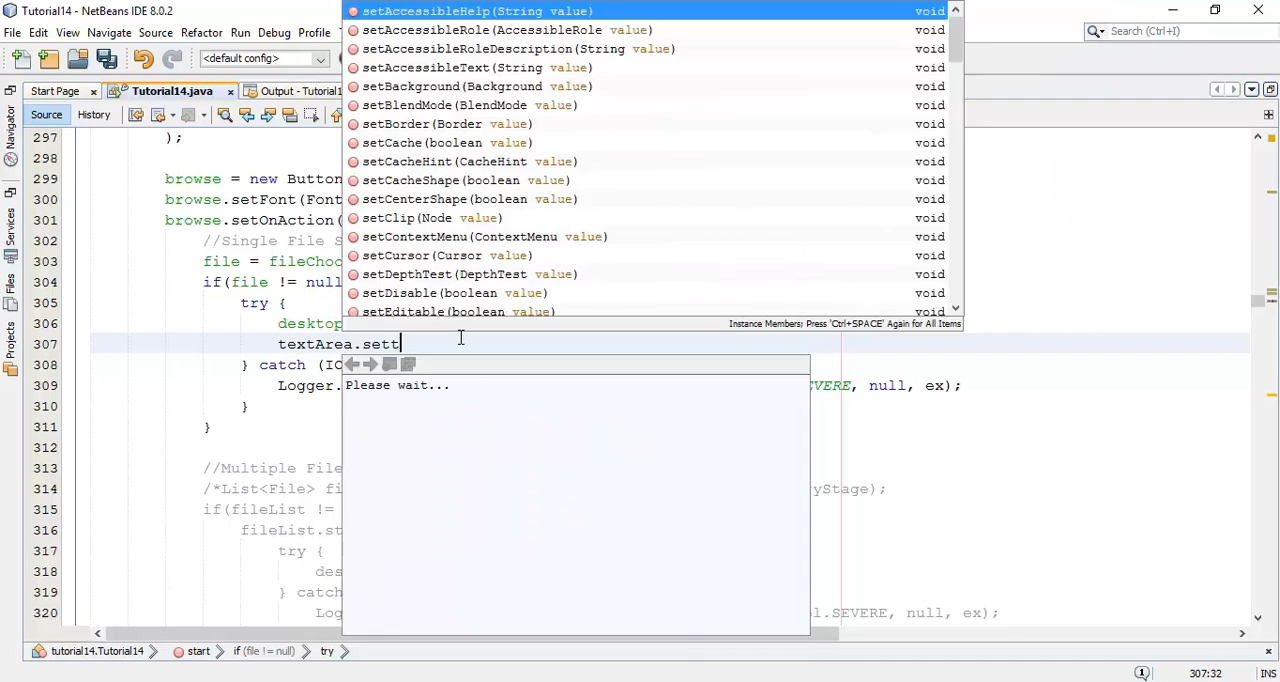 Tutorial14 - NetBeans IDE 8.0.2
File Edit View Navigate Source Refactor Run Debug Profile
Search (Ctrl+I)
<default config>
Start Page Tutorial14.java Output - Tutorial1
Source History
Navigator
Services
Files
Projects
setAccessibleHelp(String value) void
setAccessibleRole(AccessibleRole value) void
setAccessibleRoleDescription(String value) void
setAccessibleText(String value) void
setBackground(Background value) void
setBlendMode(BlendMode value) void
setBorder(Border value) void
setCache(boolean value) void
setCacheHint(CacheHint value) void
setCacheShape(boolean value) void
setCenterShape(boolean value) void
setClip(Node value) void
setContextMenu(ContextMenu value) void
setCursor(Cursor value) void
setDepthTest(DepthTest value) void
setDisable(boolean value) void
setEditable(boolean value) void
Instance Members; Press 'Ctrl+SPACE' Again for All Items
Please wait...
297 );
298
299 browse = new Button
300 browse.setFont(Font
301 browse.setOnAction(
302 //Single File S
303 file = fileChoo
304 if(file != null
305 try {
306 desktop
307 textArea.sett
308 } catch (IO
309 Logger. VERE, null, ex);
310 }
311 }
312
313 //Multiple File
314 /*List<File> fi yStage);
315 if(fileList !=
316 fileList.st
317 try {
318 des
319 } catch
320 Log l.SEVERE, null, ex);
tutorial14.Tutorial14 start if (file != null) try
1 307:32 INS